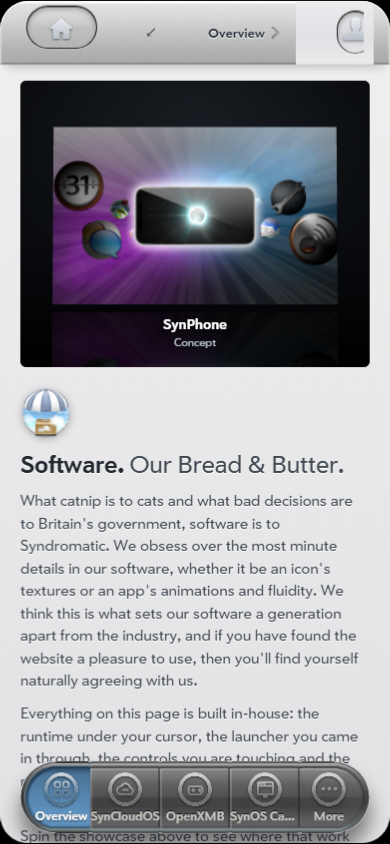 Overview
31
SynPhone
Concept
Software. Our Bread & Butter.
What catnip is to cats and what bad decisions are
to Britain's government, software is to
Syndromatic. We obsess over the most minute
details in our software, whether it be an icon's
textures or an app's animations and fluidity. We
think this is what sets our software a generation
apart from the industry, and if you have found the
website a pleasure to use, then you'll find yourself
naturally agreeing with us.
Everything on this page is built in-house: the
runtime under your cursor, the launcher you came
in through, the controls you are touching and the
Overview SynCloudOS OpenXMB SynOS Ca... More
Spin the showcase above to see where that work